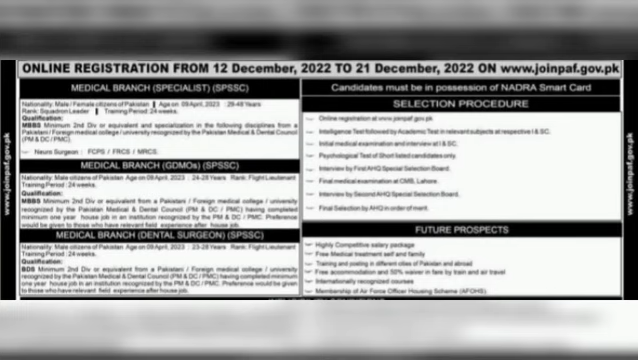 ONLINE REGISTRATION FROM 12 December, 2022 TO 21 December, 2022 ON www.joinpaf.gov.pk
www.joinpaf.gov.pk
MEDICAL BRANCH (SPECIALIST) (SPSSC)
Nationality: Male / Female citizens of Pakistan | Age on 09 April, 2023 : 29-48 Years
Rank: Squadron Leader | Training Period: 24 weeks.
Qualification:
MBBS Minimum 2nd Div or equivalent and specialization in the following disciplines from a
Pakistani / Foreign medical college / university recognized by the Pakistan Medical & Dental Council
(PM & DC / PMC).
Neuro Surgeon : FCPS / FRCS / MRCS.
MEDICAL BRANCH (GDMOs) (SPSSC)
Nationality: Male citizens of Pakistan Age on 09 April, 2023 : 24-28 Years Rank: Flight Lieutenant
Training Period : 24 weeks.
Qualification:
MBBS Minimum 2nd Div or equivalent from a Pakistani / Foreign medical college / university
recognized by the Pakistan Medical & Dental Council (PM & DC / PMC) having completed
minimum one year house job in an institution recognized by the PM & DC / PMC. Preference
would be given to those who have relevant field experience after house job.
MEDICAL BRANCH (DENTAL SURGEON) (SPSSC)
Nationality: Male citizens of Pakistan Age on 09 April, 2023 : 23-28 Years Rank: Flight Lieutenant
Training Period : 24 weeks.
Qualification:
BDS Minimum 2nd Div or equivalent from a Pakistani / Foreign medical college / university
recognized by the Pakistan Medical & Dental Council (PM & DC / PMC) having completed minimum
one year house job in an institution recognized by the PM & DC / PMC. Preference would be given
to those who have relevant field experience after house job.
Candidates must be in possession of NADRA Smart Card
SELECTION PROCEDURE
Online registration at www.joinpaf.gov.pk
Intelligence Test followed by Academic Test in relevant subjects at respective I & SC.
Initial medical examination and interview at I & SC.
Psychological Test of Short listed candidates only.
Interview by First AHQ Special Selection Board.
Final medical examination at CMB, Lahore.
Interview by Second AHQ Special Selection Board.
Final Selection by AHQ in order of merit.
FUTURE PROSPECTS
Highly Competitive salary package
Free Medical treatment self and family
Training and posting in different cities of Pakistan and abroad
Free accommodation and 50% waiver in fare by train and air travel
Internationally recognized courses
Membership of Air Force Officer Housing Scheme (AFOHS)
www.joinpaf.gov.pk